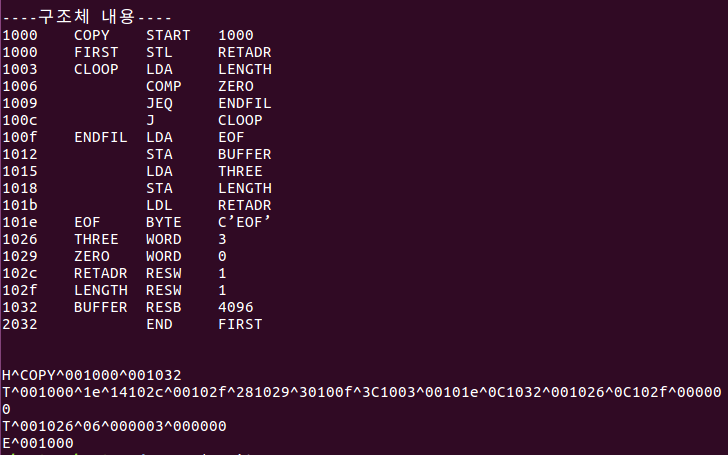 ----구조체 내용----
1000 COPY START 1000
1000 FIRST STL RETADR
1003 CLOOP LDA LENGTH
1006 COMP ZERO
1009 JEQ ENDFIL
100c J CLOOP
100f ENDFIL LDA EOF
1012 STA BUFFER
1015 LDA THREE
1018 STA LENGTH
101b LDL RETADR
101e EOF BYTE C’EOF’
1026 THREE WORD 3
1029 ZERO WORD 0
102c RETADR RESW 1
102f LENGTH RESW 1
1032 BUFFER RESB 4096
2032 END FIRST
H^COPY^001000^001032
T^001000^1e^14102c^00102f^281029^30100f^3C1003^00101e^0C1032^001026^0C102f^00000
0
T^001026^06^000003^000000
E^001000